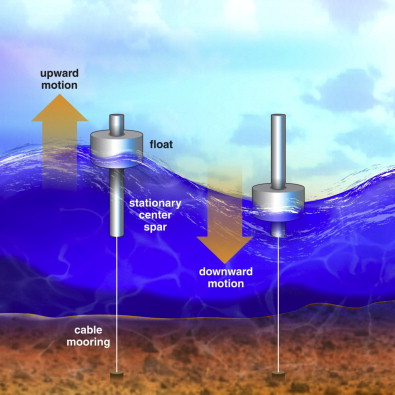 upward
motion
float
stationary
center
spar
downward
motion
cable
mooring